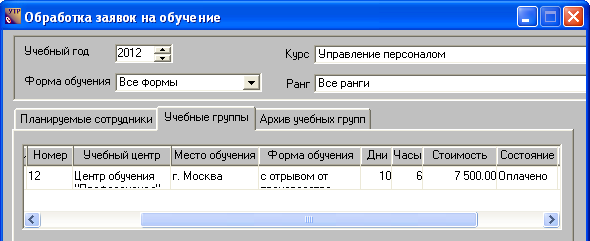 УТР Обработка заявок на обучение
Учебный год 2012 Курс Управление персоналом
Форма обучения Все формы Ранг Все ранги
Планируемые сотрудники Учебные группы Архив учебных групп
Номер Учебный центр Место обучения Форма обучения Дни Часы Стоимость Состояние
12 Центр обучения г. Москва с отрывом от 10 6 7 500.00 Оплачено